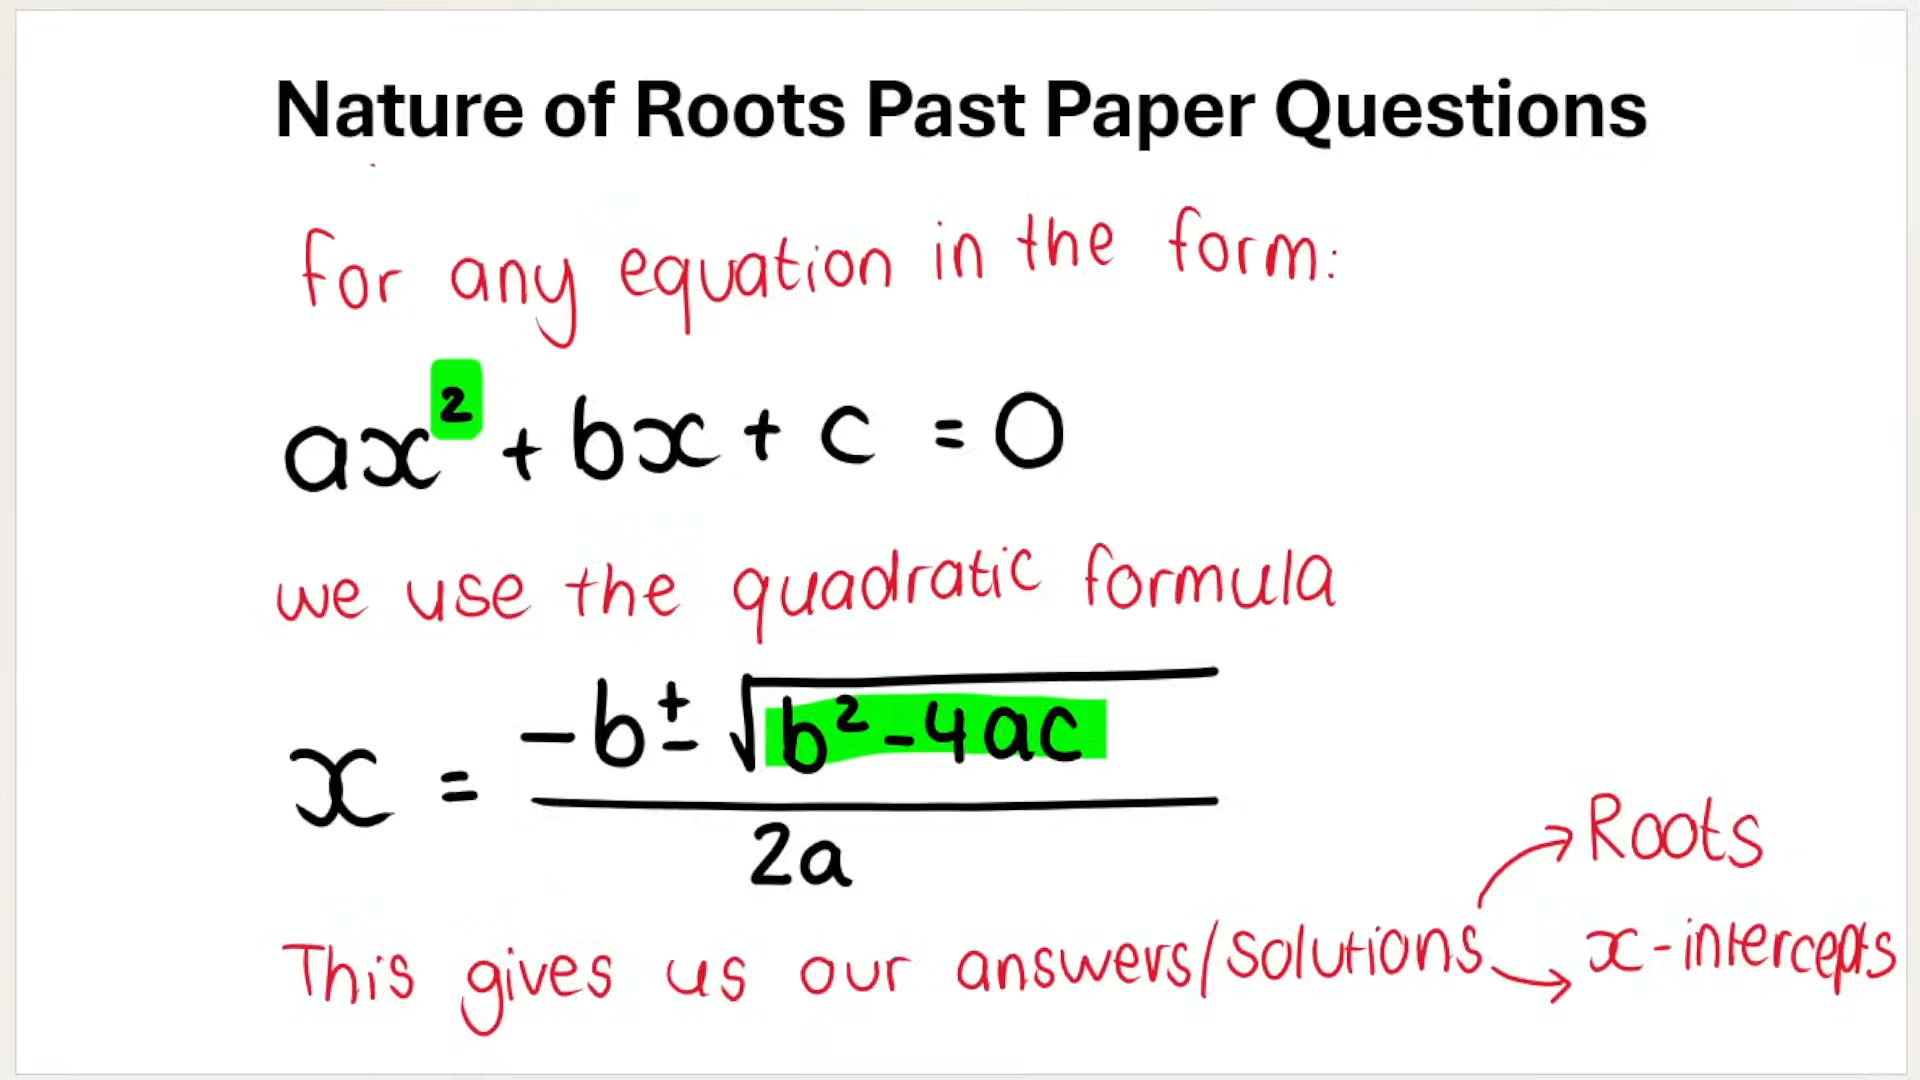 Nature of Roots Past Paper Questions
for any equation in the form:
ax² + bx + c = 0
we use the quadratic formula
x = -b ± √b² - 4ac
2a
Roots
This gives us our answers/solutions
x-intercepts